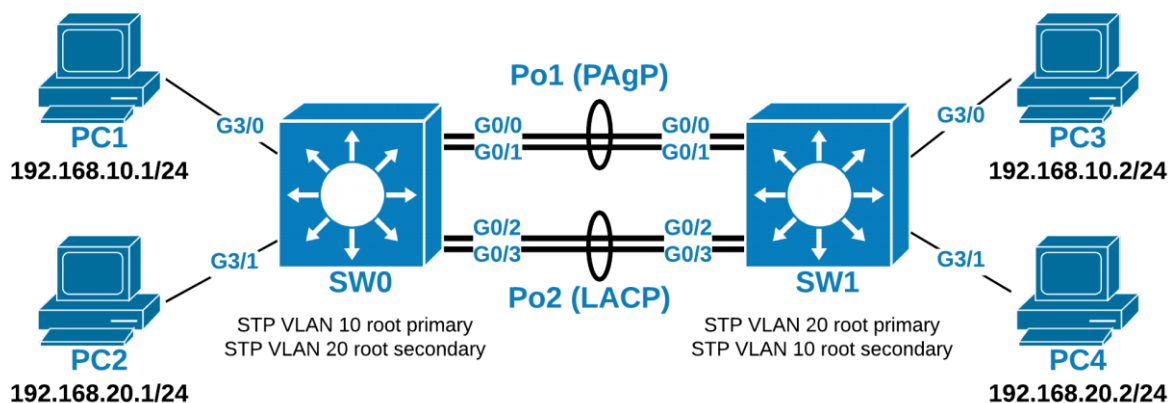 Po1 (PAgP)
PC1
192.168.10.1/24
G3/0
G0/0
G0/1
G0/0
G0/1
G3/0
PC3
192.168.10.2/24
G3/1
SW0
G0/2
G0/3
G0/2
G0/3
SW1
G3/1
Po2 (LACP)
STP VLAN 10 root primary
STP VLAN 20 root secondary
STP VLAN 20 root primary
STP VLAN 10 root secondary
PC2
192.168.20.1/24
PC4
192.168.20.2/24